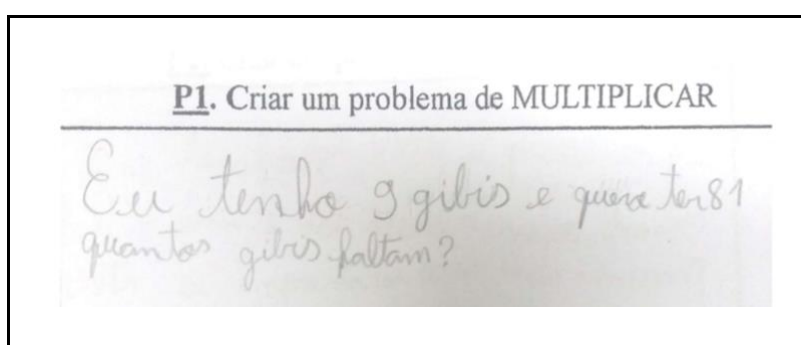 P1. Criar um problema de MULTIPLICAR
Eu tenho 9 gibis e quero ter 81
quantos gibis faltam?